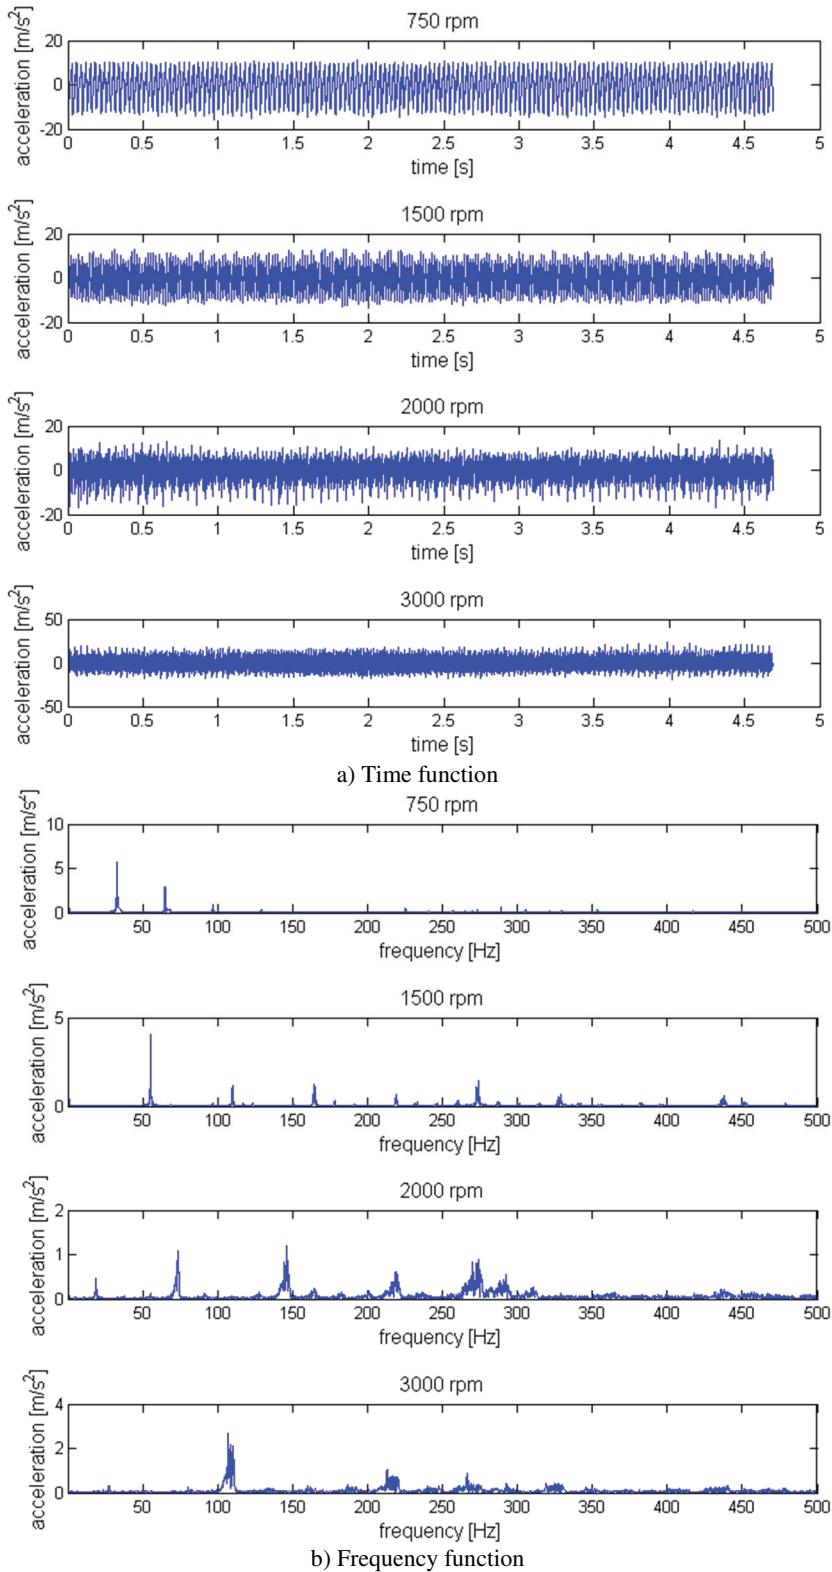 750 rpm
acceleration [m/s²]
20
0
-20
0 0.5 1 1.5 2 2.5 3 3.5 4 4.5 5
time [s]
1500 rpm
acceleration [m/s²]
20
0
-20
0 0.5 1 1.5 2 2.5 3 3.5 4 4.5 5
time [s]
2000 rpm
acceleration [m/s²]
20
0
-20
0 0.5 1 1.5 2 2.5 3 3.5 4 4.5 5
time [s]
3000 rpm
acceleration [m/s²]
50
0
-50
0 0.5 1 1.5 2 2.5 3 3.5 4 4.5 5
time [s]
a) Time function
750 rpm
acceleration [m/s²]
10
5
0
50 100 150 200 250 300 350 400 450 500
frequency [Hz]
1500 rpm
acceleration [m/s²]
5
0
50 100 150 200 250 300 350 400 450 500
frequency [Hz]
2000 rpm
acceleration [m/s²]
2
1
0
50 100 150 200 250 300 350 400 450 500
frequency [Hz]
3000 rpm
acceleration [m/s²]
4
2
0
50 100 150 200 250 300 350 400 450 500
frequency [Hz]
b) Frequency function